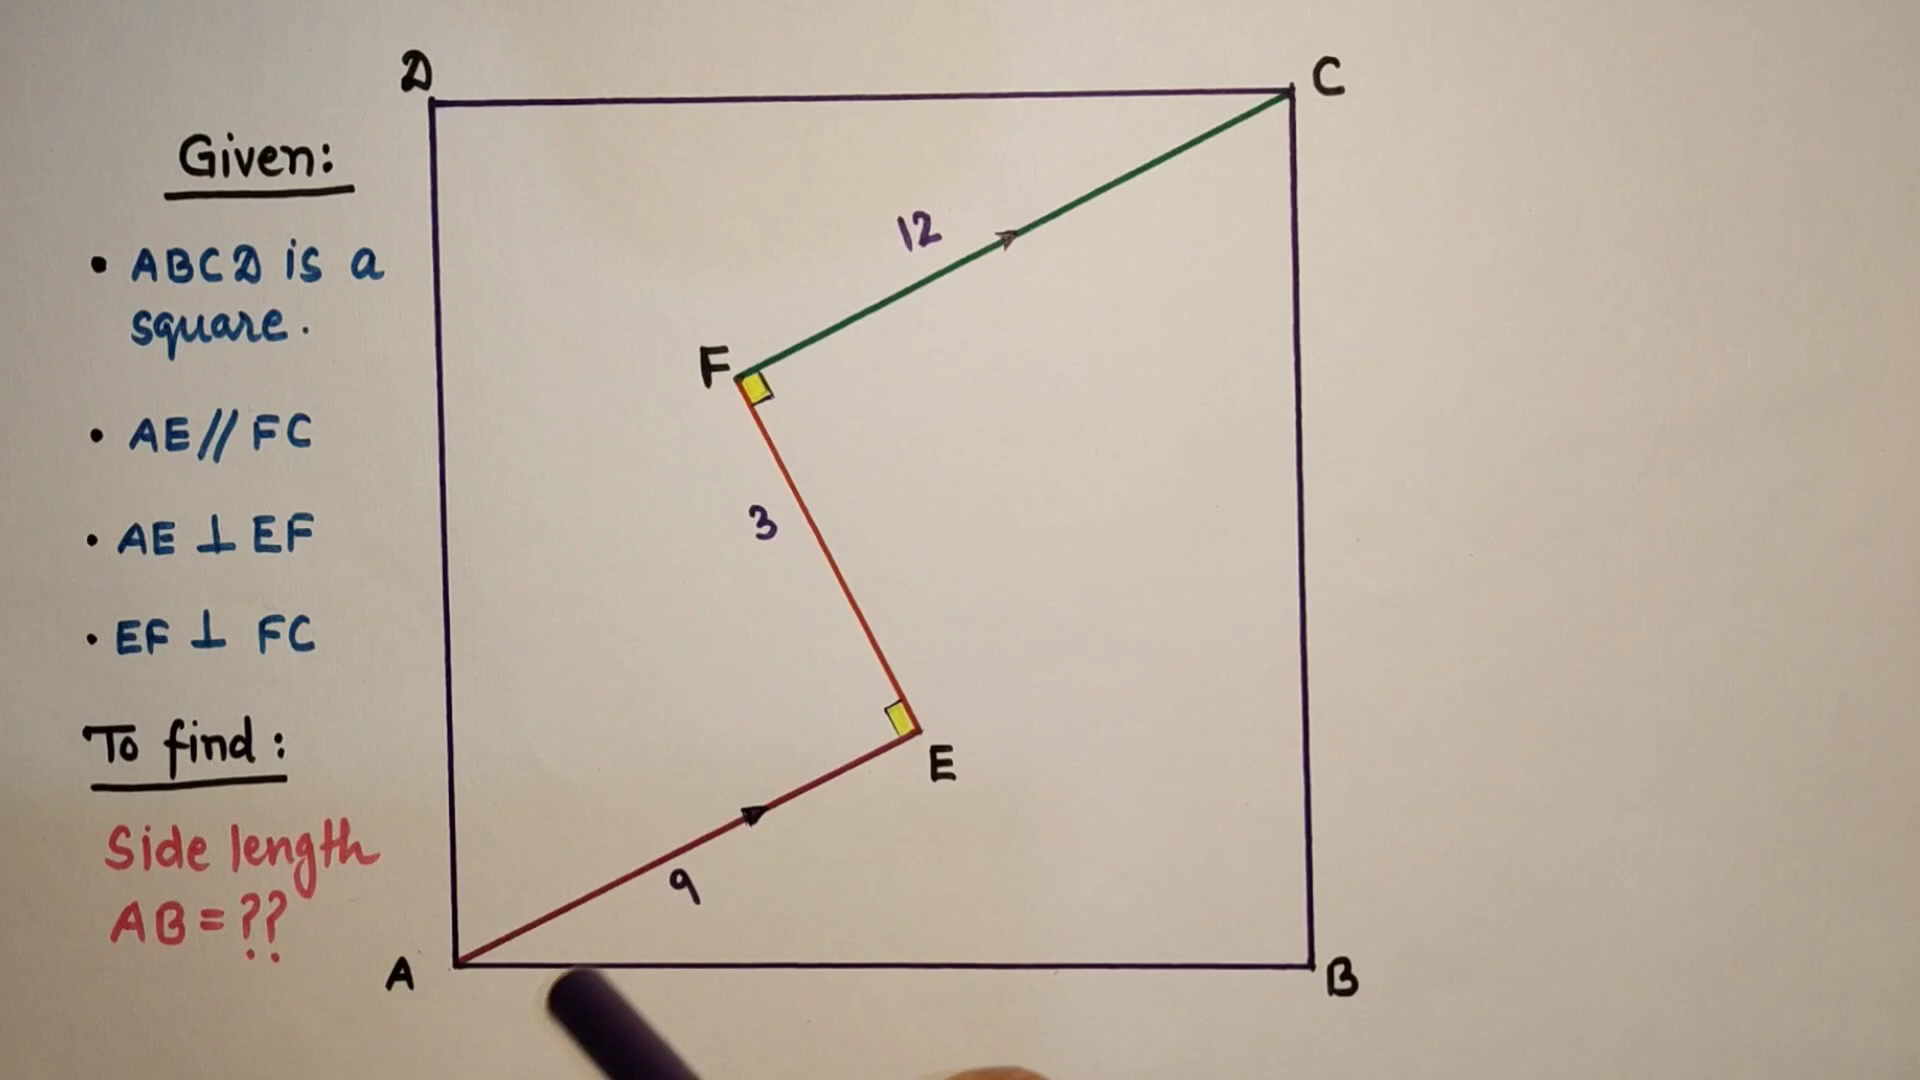 D
C
Given:
• ABCD is a
square.
12
F
• AE // FC
3
• AE ⊥ EF
• EF ⊥ FC
To find:
E
Side length
9
AB = ??
A
B